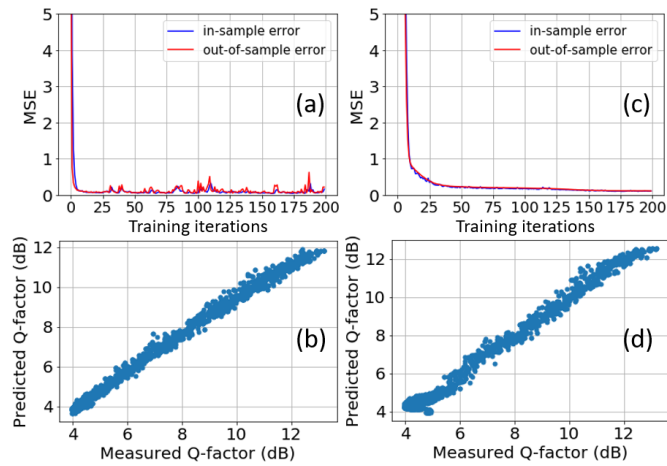 in-sample error
out-of-sample error
(a)
MSE
5
4
3
2
1
0
0 25 50 75 100 125 150 175 200
Training iterations
in-sample error
out-of-sample error
(c)
MSE
5
4
3
2
1
0
0 25 50 75 100 125 150 175 200
Training iterations
(b)
Predicted Q-factor (dB)
12
10
8
6
4
4 6 8 10 12
Measured Q-factor (dB)
(d)
Predicted Q-factor (dB)
12
10
8
6
4
4 6 8 10 12
Measured Q-factor (dB)